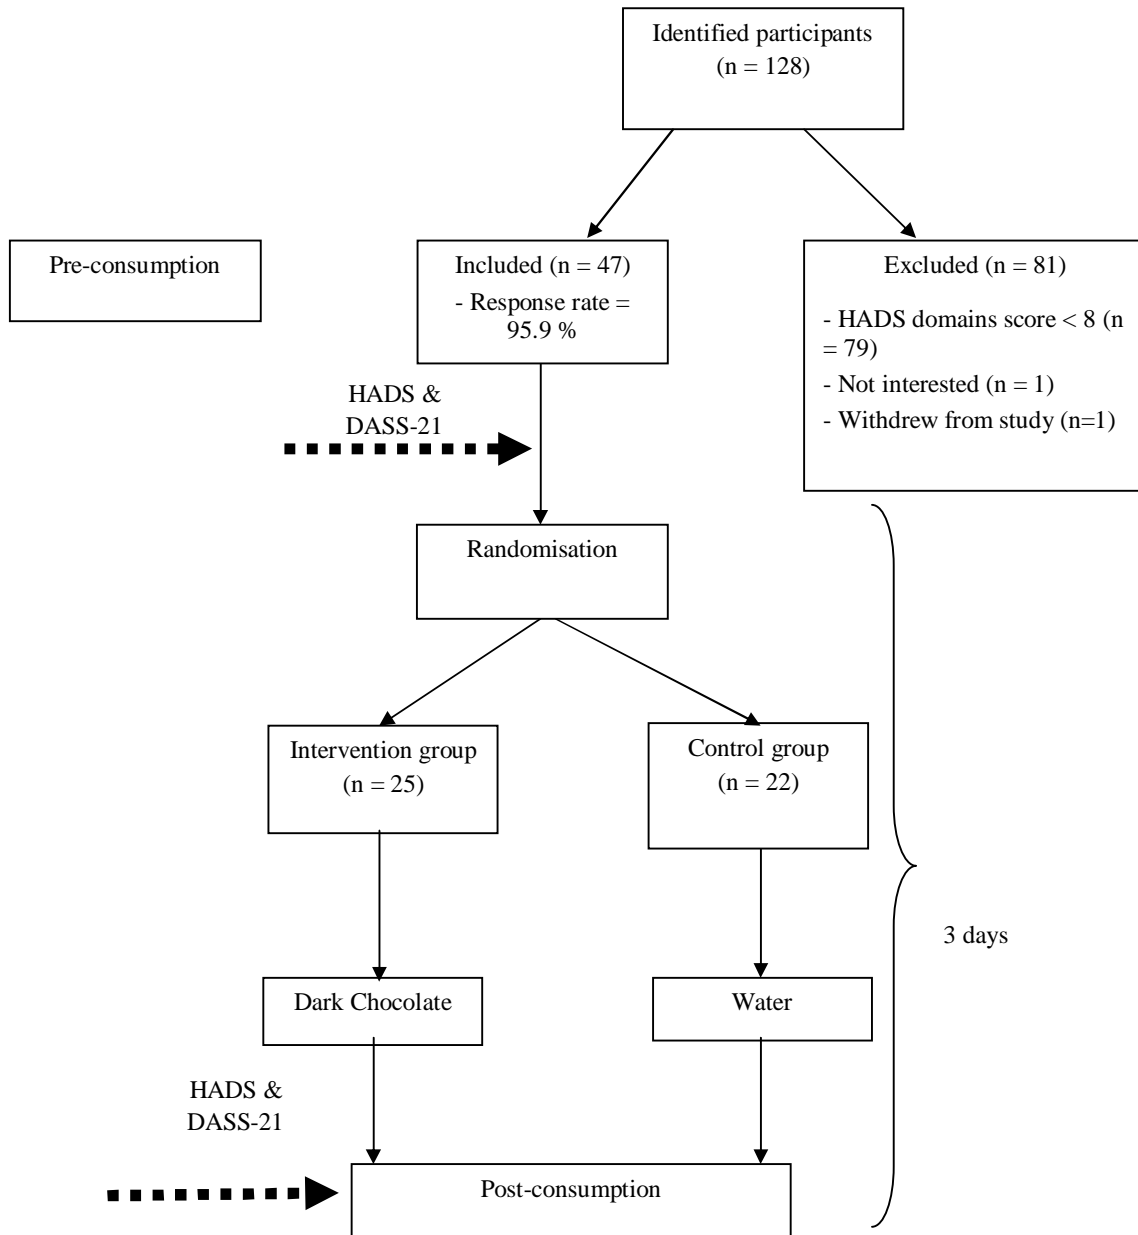 Identified participants
(n = 128)
Pre-consumption
Included (n = 47)
- Response rate =
95.9 %
Excluded (n = 81)
- HADS domains score < 8 (n
= 79)
- Not interested (n = 1)
- Withdrew from study (n=1)
HADS &
DASS-21
Randomisation
Intervention group
(n = 25)
Control group
(n = 22)
3 days
Dark Chocolate
Water
HADS &
DASS-21
Post-consumption